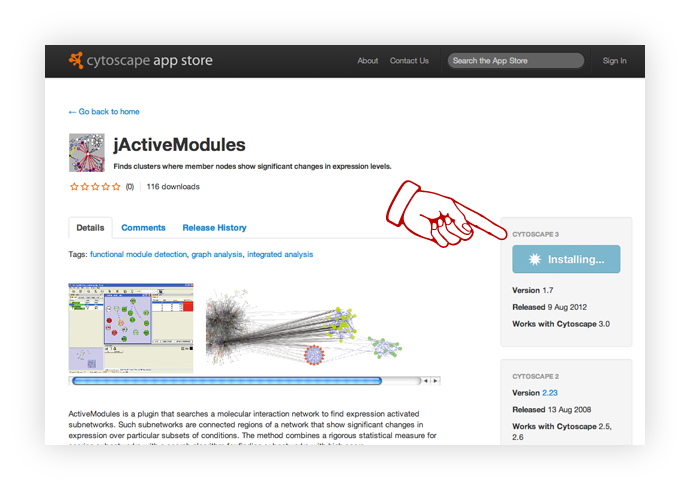 cytoscape app store
About Contact Us Search the App Store Sign In
← Go back to home
jActiveModules
Finds clusters where member nodes show significant changes in expression levels.
(0) 116 downloads
Details Comments Release History
Tags: functional module detection, graph analysis, integrated analysis
CYTOSCAPE 3
Installing...
Version 1.7
Released 9 Aug 2012
Works with Cytoscape 3.0
CYTOSCAPE 2
Version 2.23
Released 13 Aug 2008
Works with Cytoscape 2.5,
2.6
ActiveModules is a plugin that searches a molecular interaction network to find expression activated
subnetworks. Such subnetworks are connected regions of a network that show significant changes in
expression over particular subsets of conditions. The method combines a rigorous statistical measure for